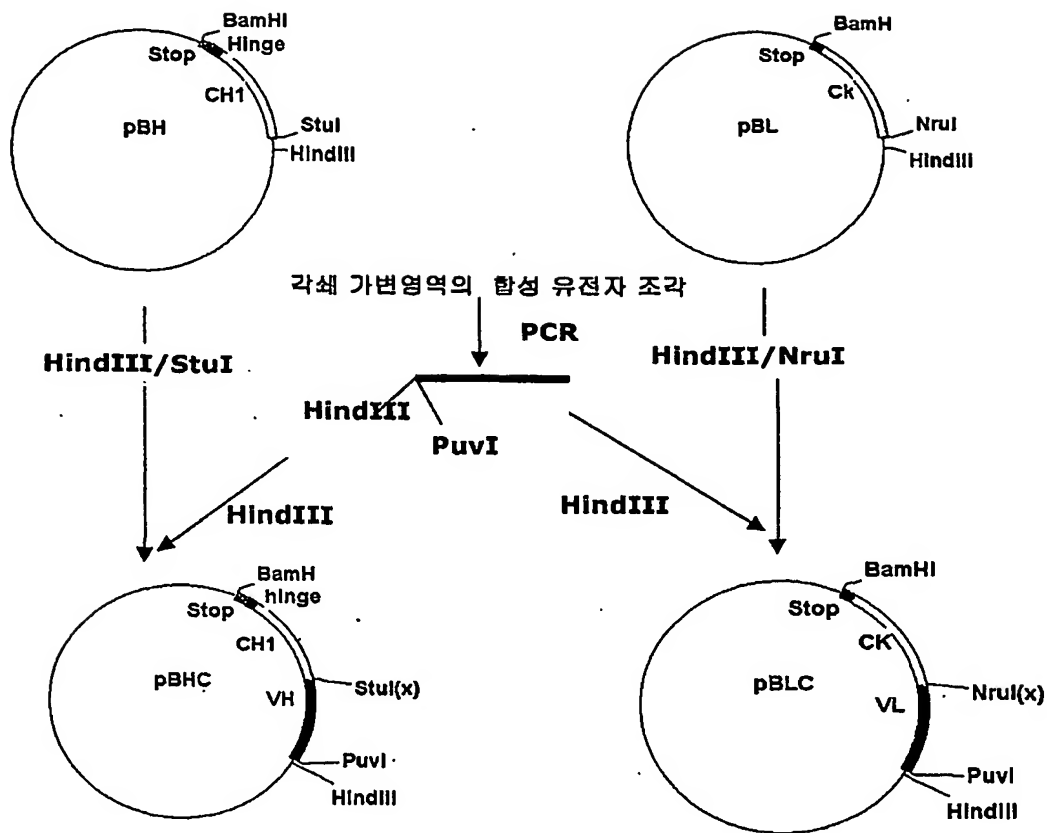 BamHI
Hinge
Stop
CH1
pBH
StuI
HindIII
BamH
Stop
Ck
pBL
NruI
HindIII
각쇄 가변영역의 합성 유전자 조각
PCR
HindIII/StuI
HindIII/NruI
HindIII
PuvI
HindIII
HindIII
BamH
hinge
Stop
CH1
pBHC
VH
StuI(x)
PuvI
HindIII
BamHI
Stop
CK
pBLC
VL
NruI(x)
PuvI
HindIII